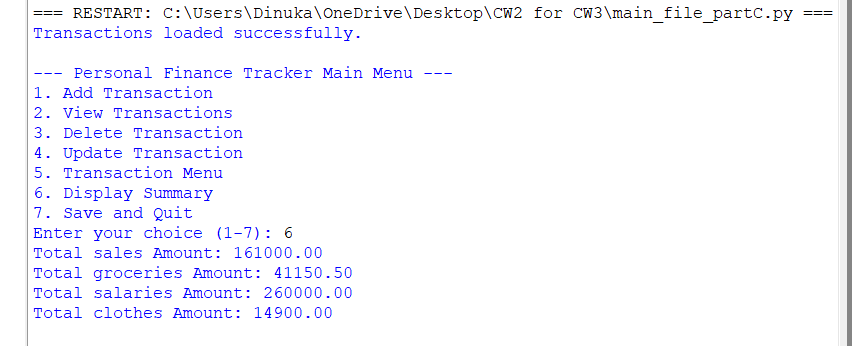 === RESTART: C:\Users\Dinuka\OneDrive\Desktop\CW2 for CW3\main_file_partC.py ===
Transactions loaded successfully.
--- Personal Finance Tracker Main Menu ---
1. Add Transaction
2. View Transactions
3. Delete Transaction
4. Update Transaction
5. Transaction Menu
6. Display Summary
7. Save and Quit
Enter your choice (1-7): 6
Total sales Amount: 161000.00
Total groceries Amount: 41150.50
Total salaries Amount: 260000.00
Total clothes Amount: 14900.00